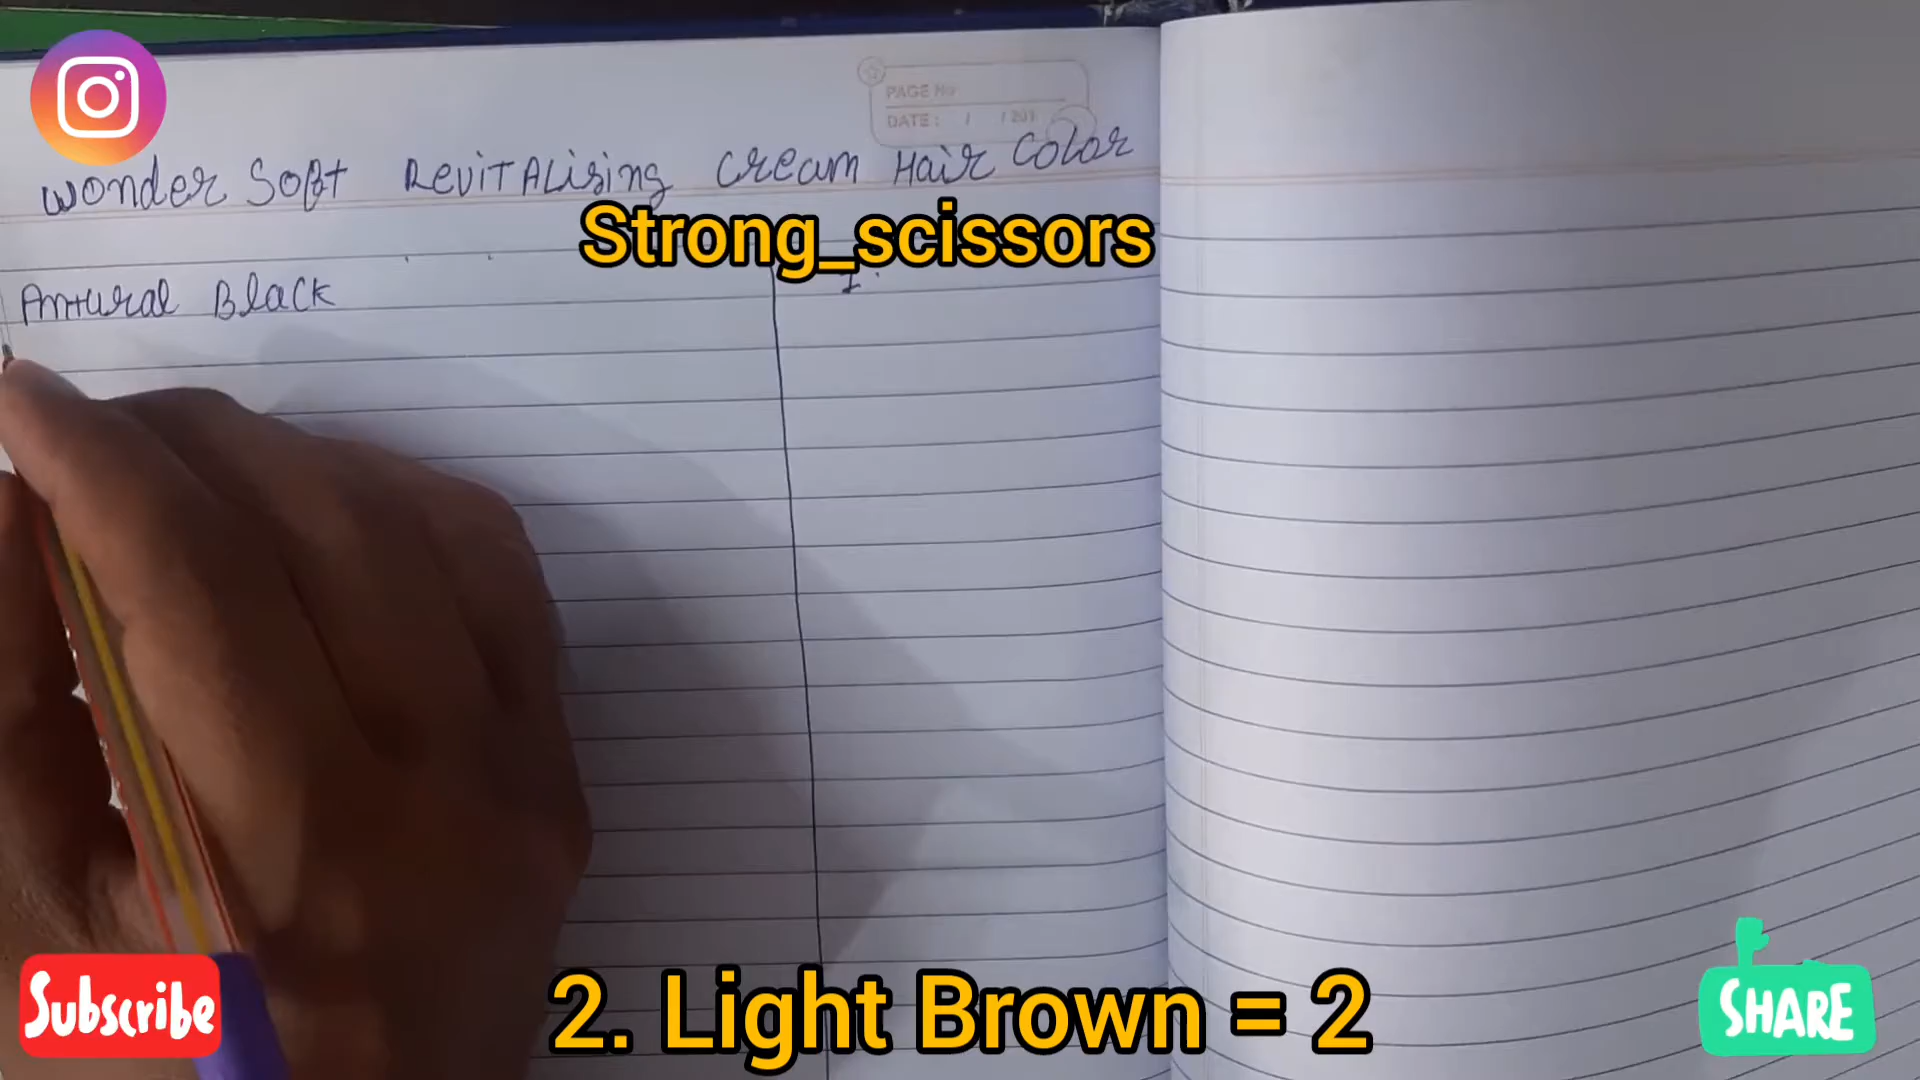 PAGE No
DATE : / / 201
Wonder Soft Revitalising Cream Hair Color
Strong_scissors
Antural Black 1.
Subscribe
2. Light Brown = 2
SHARE